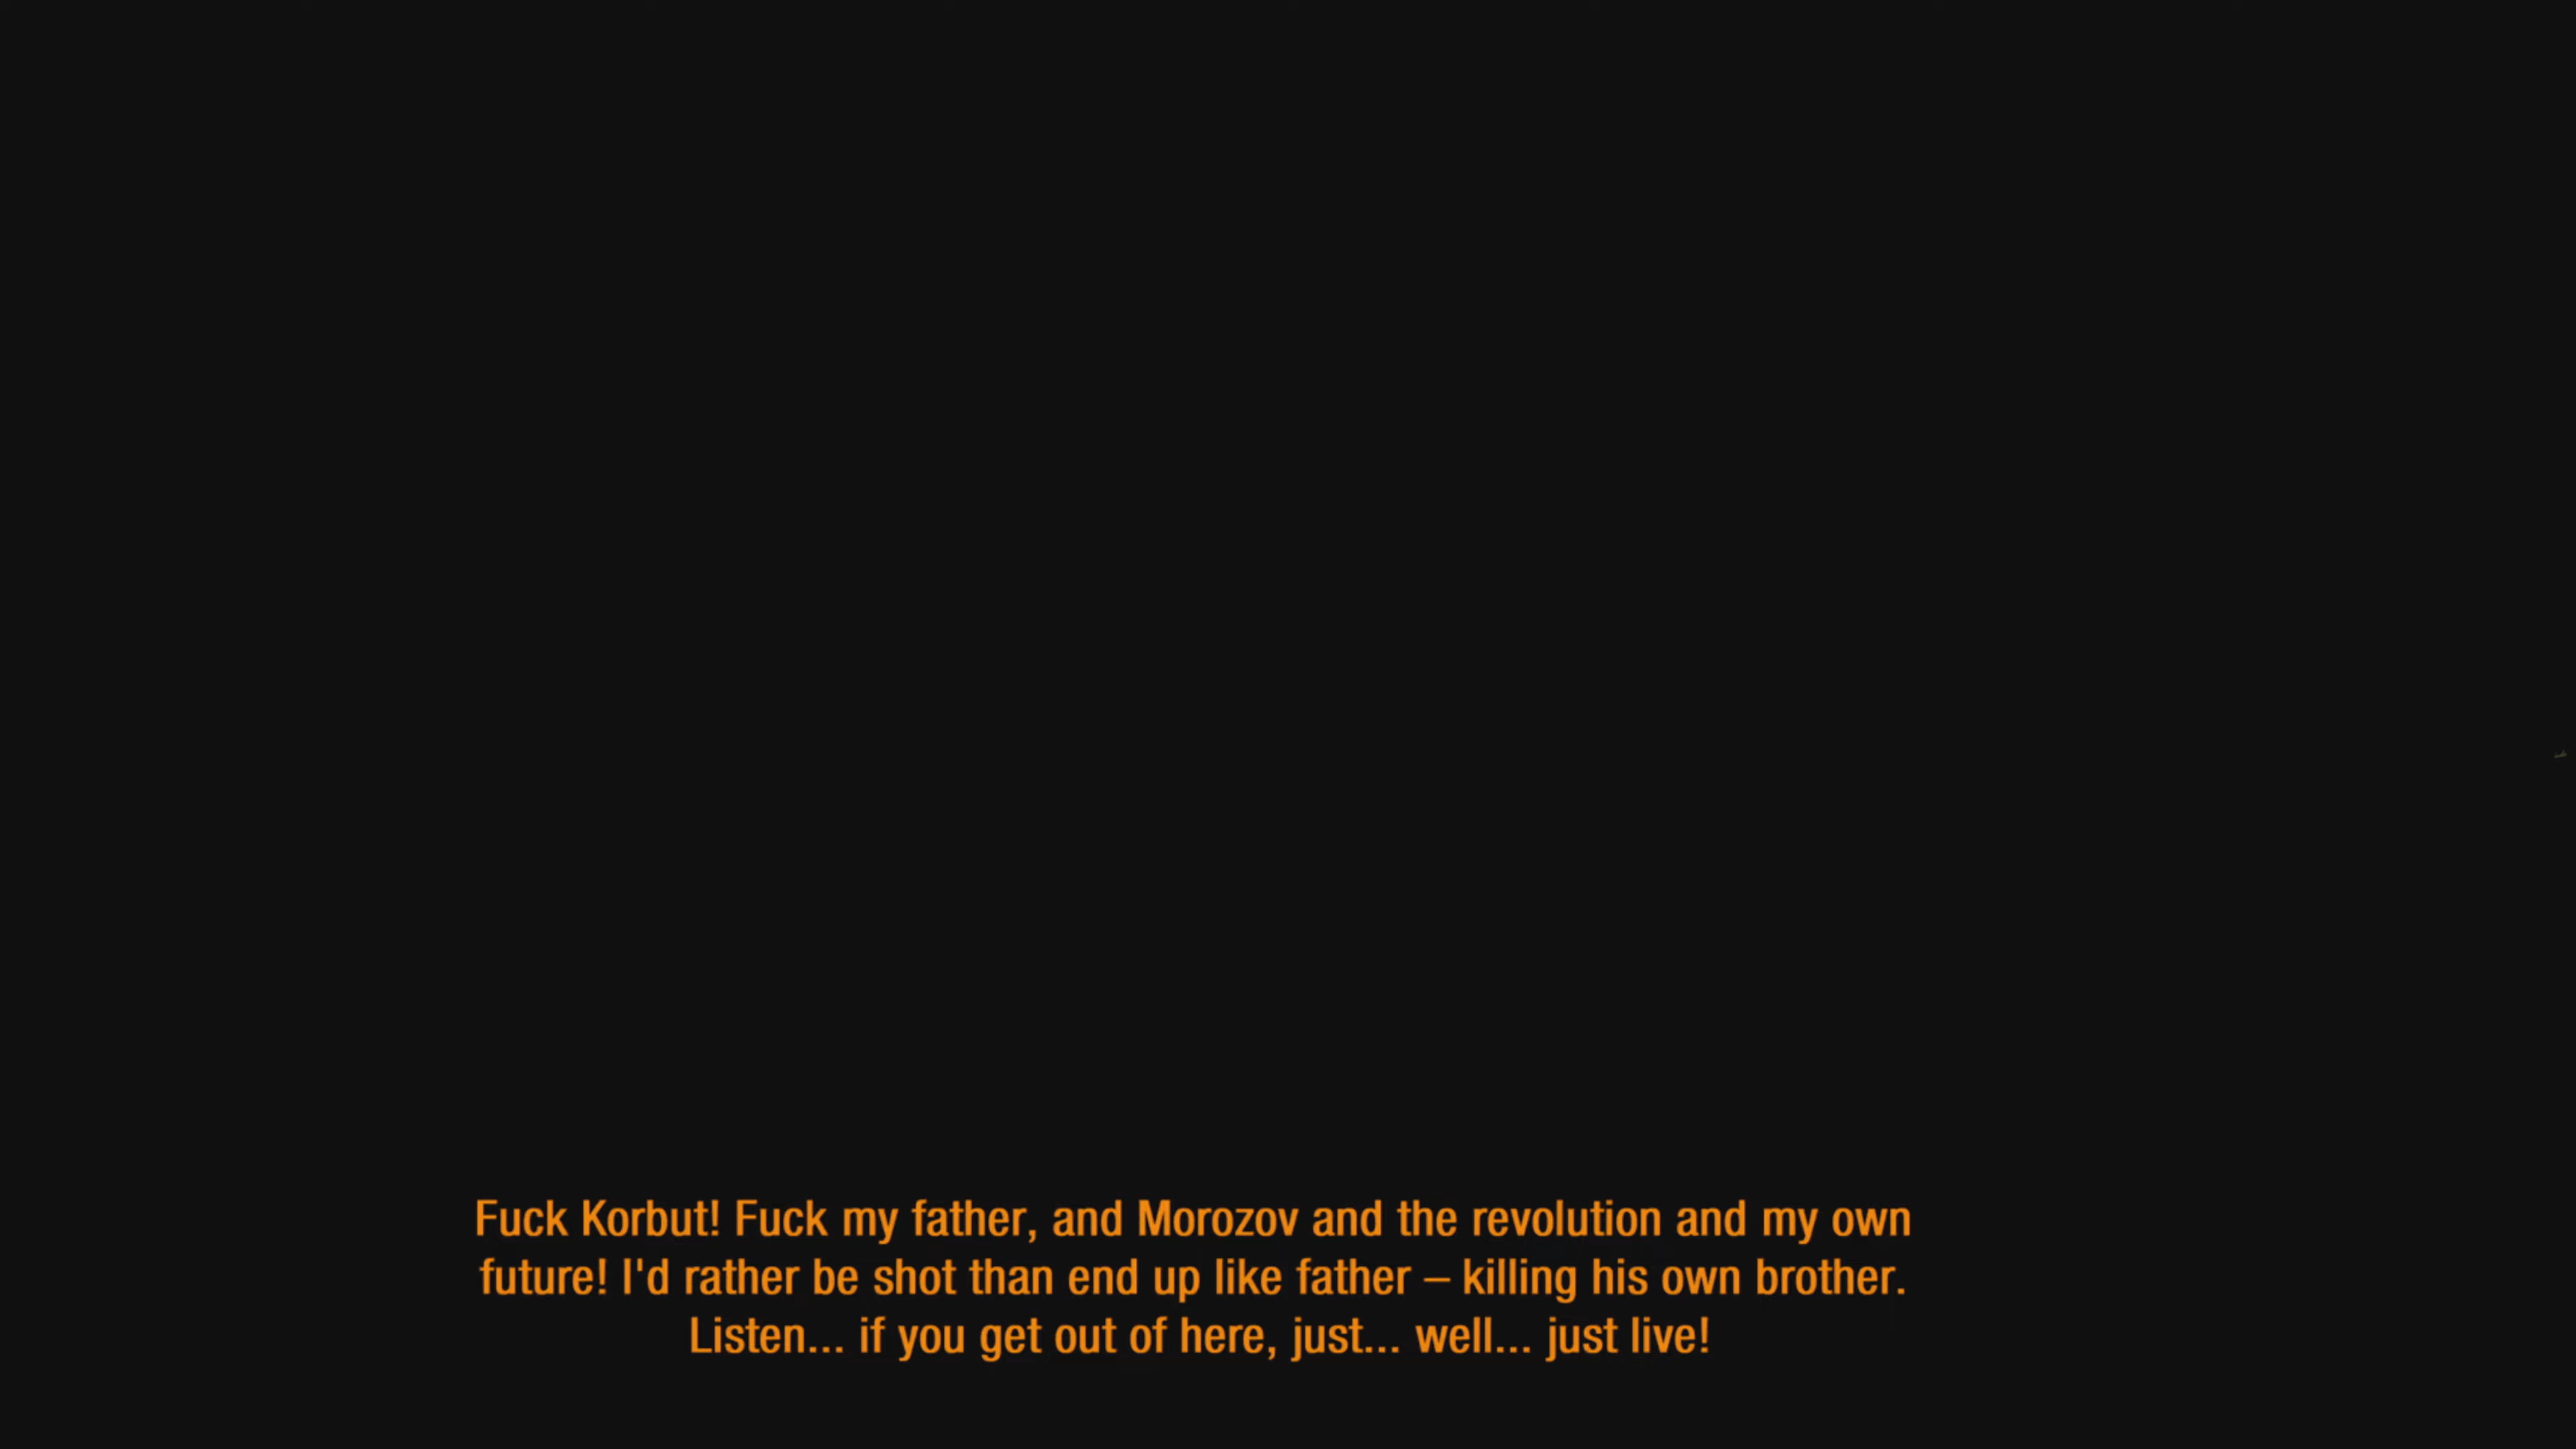 Fuck Korbut! Fuck my father, and Morozov and the revolution and my own
future! I'd rather be shot than end up like father – killing his own brother.
Listen... if you get out of here, just... well... just live!